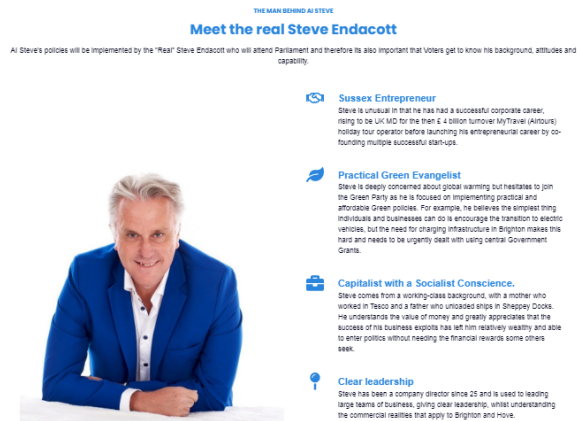 THE MAN BEHIND AI STEVE
Meet the real Steve Endacott
AI Steve's policies will be implemented by the "Real" Steve Endacott who will attend Parliament and therefore its also important that Voters get to know his background, attitudes and
capability.
Sussex Entrepreneur
Steve is unusual in that he has had a successful corporate career,
rising to be UK MD for the then £ 4 billion turnover MyTravel (Airtours)
holiday tour operator before launching his entrepreneurial career by co-
founding multiple successful start-ups.
Practical Green Evangelist
Steve is deeply concerned about global warming but hesitates to join
the Green Party as he is focused on implementing practical and
affordable Green policies. For example, he believes the simplest thing
individuals and businesses can do is encourage the transition to electric
vehicles, but the need for charging infrastructure in Brighton makes this
hard and needs to be urgently dealt with using central Government
Grants.
Capitalist with a Socialist Conscience.
Steve comes from a working-class background, with a mother who
worked in Tesco and a father who unloaded ships in Sheppey Docks.
He understands the value of money and greatly appreciates that the
success of his business exploits has left him relatively wealthy and able
to enter politics without needing the financial rewards some others
seek.
Clear leadership
Steve has been a company director since 25 and is used to leading
large teams of business, giving clear leadership, whilst understanding
the commercial realities that apply to Brighton and Hove.